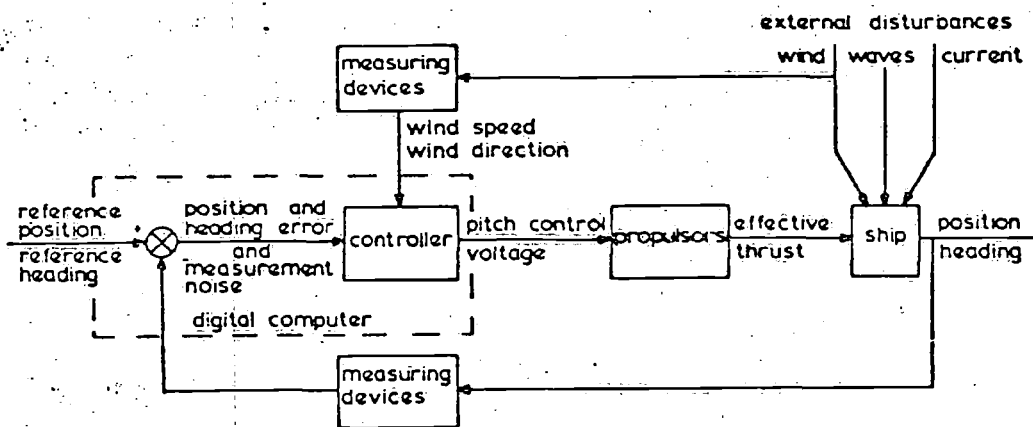 external disturbances
wind waves current
measuring
devices
wind speed
wind direction
reference
position
reference
heading
+
-
position and
heading error
and
measurement
noise
controller
pitch control
voltage
propulsors
effective
thrust
ship
position
heading
digital computer
measuring
devices